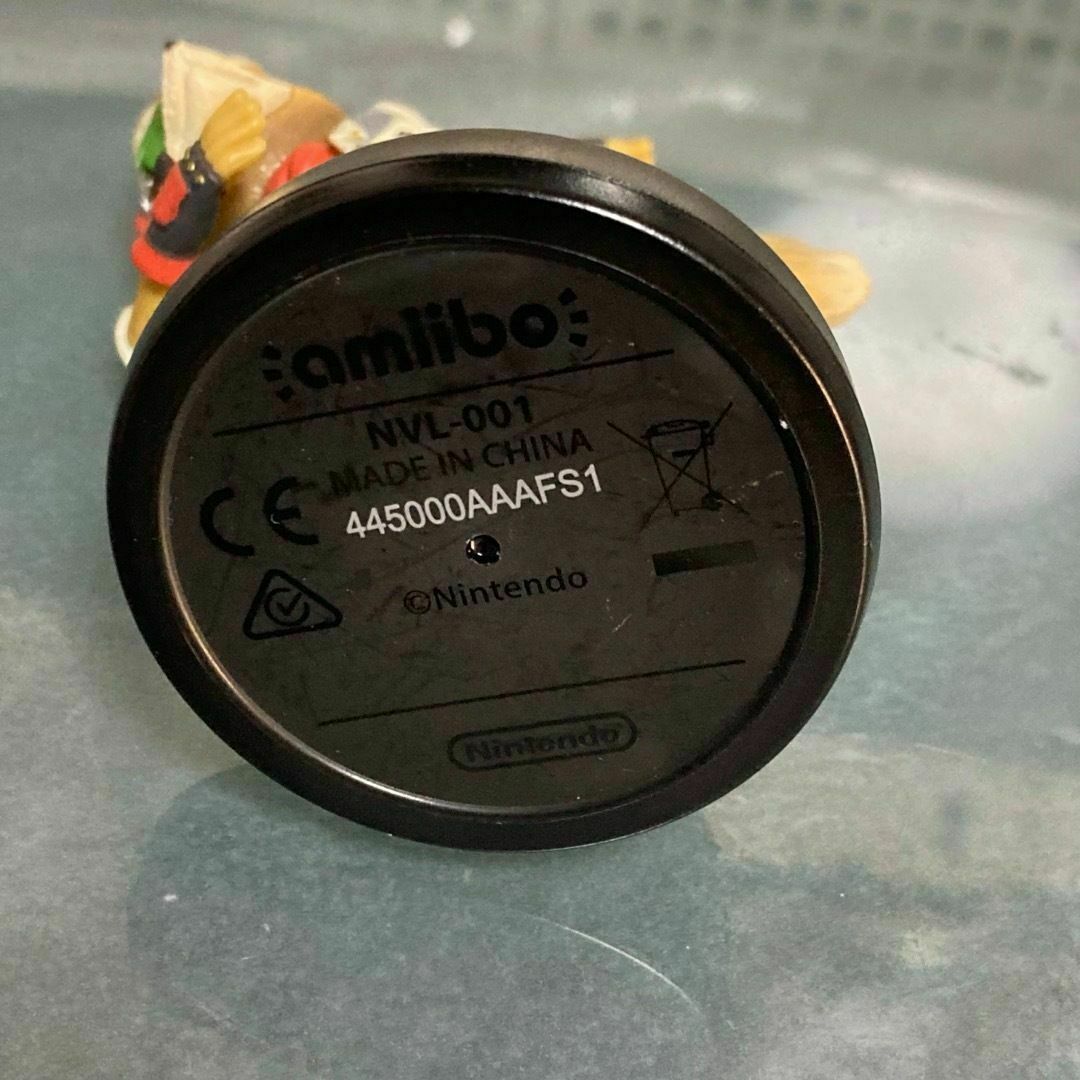 amiibo
NVL-001
MADE IN CHINA
445000AAAFS1
CE
©Nintendo
Nintendo